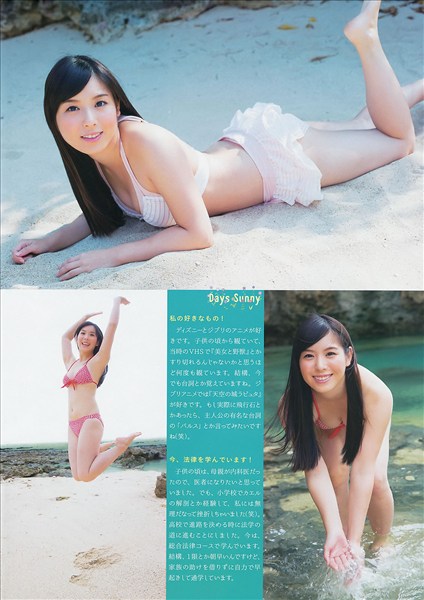 Days Sunny
私の好きなもの！
ディズニーとジブリのアニメが好
きです。子供の頃から観ていて、
当時のVHSで『美女と野獣』とか
すり切れるんじゃないかと思うほ
ど何度も観ています。結構、今
でも台詞とか覚えていますね。ジ
ブリアニメでは『天空の城ラピュタ』
が好きです。もし実際に飛行石と
かあったら、主人公の有名な台詞
の「バルス」とか言ってみたいです
ね(笑)。
今、法律を学んでいます！
子供の頃は、母親が内科医だっ
たので、医者になりたいと思って
いました。でも、小学校でカエル
の解剖とか経験して、私には無
理だなって挫折しちゃいました(笑)。
高校で進路を決める時に法学の
道に進むことにしました。今は、
総合法律コースで学んでいます。
結構、1限とか朝早いんですけど、
家族の助けを借りずに自力で早
起きして通学しています。